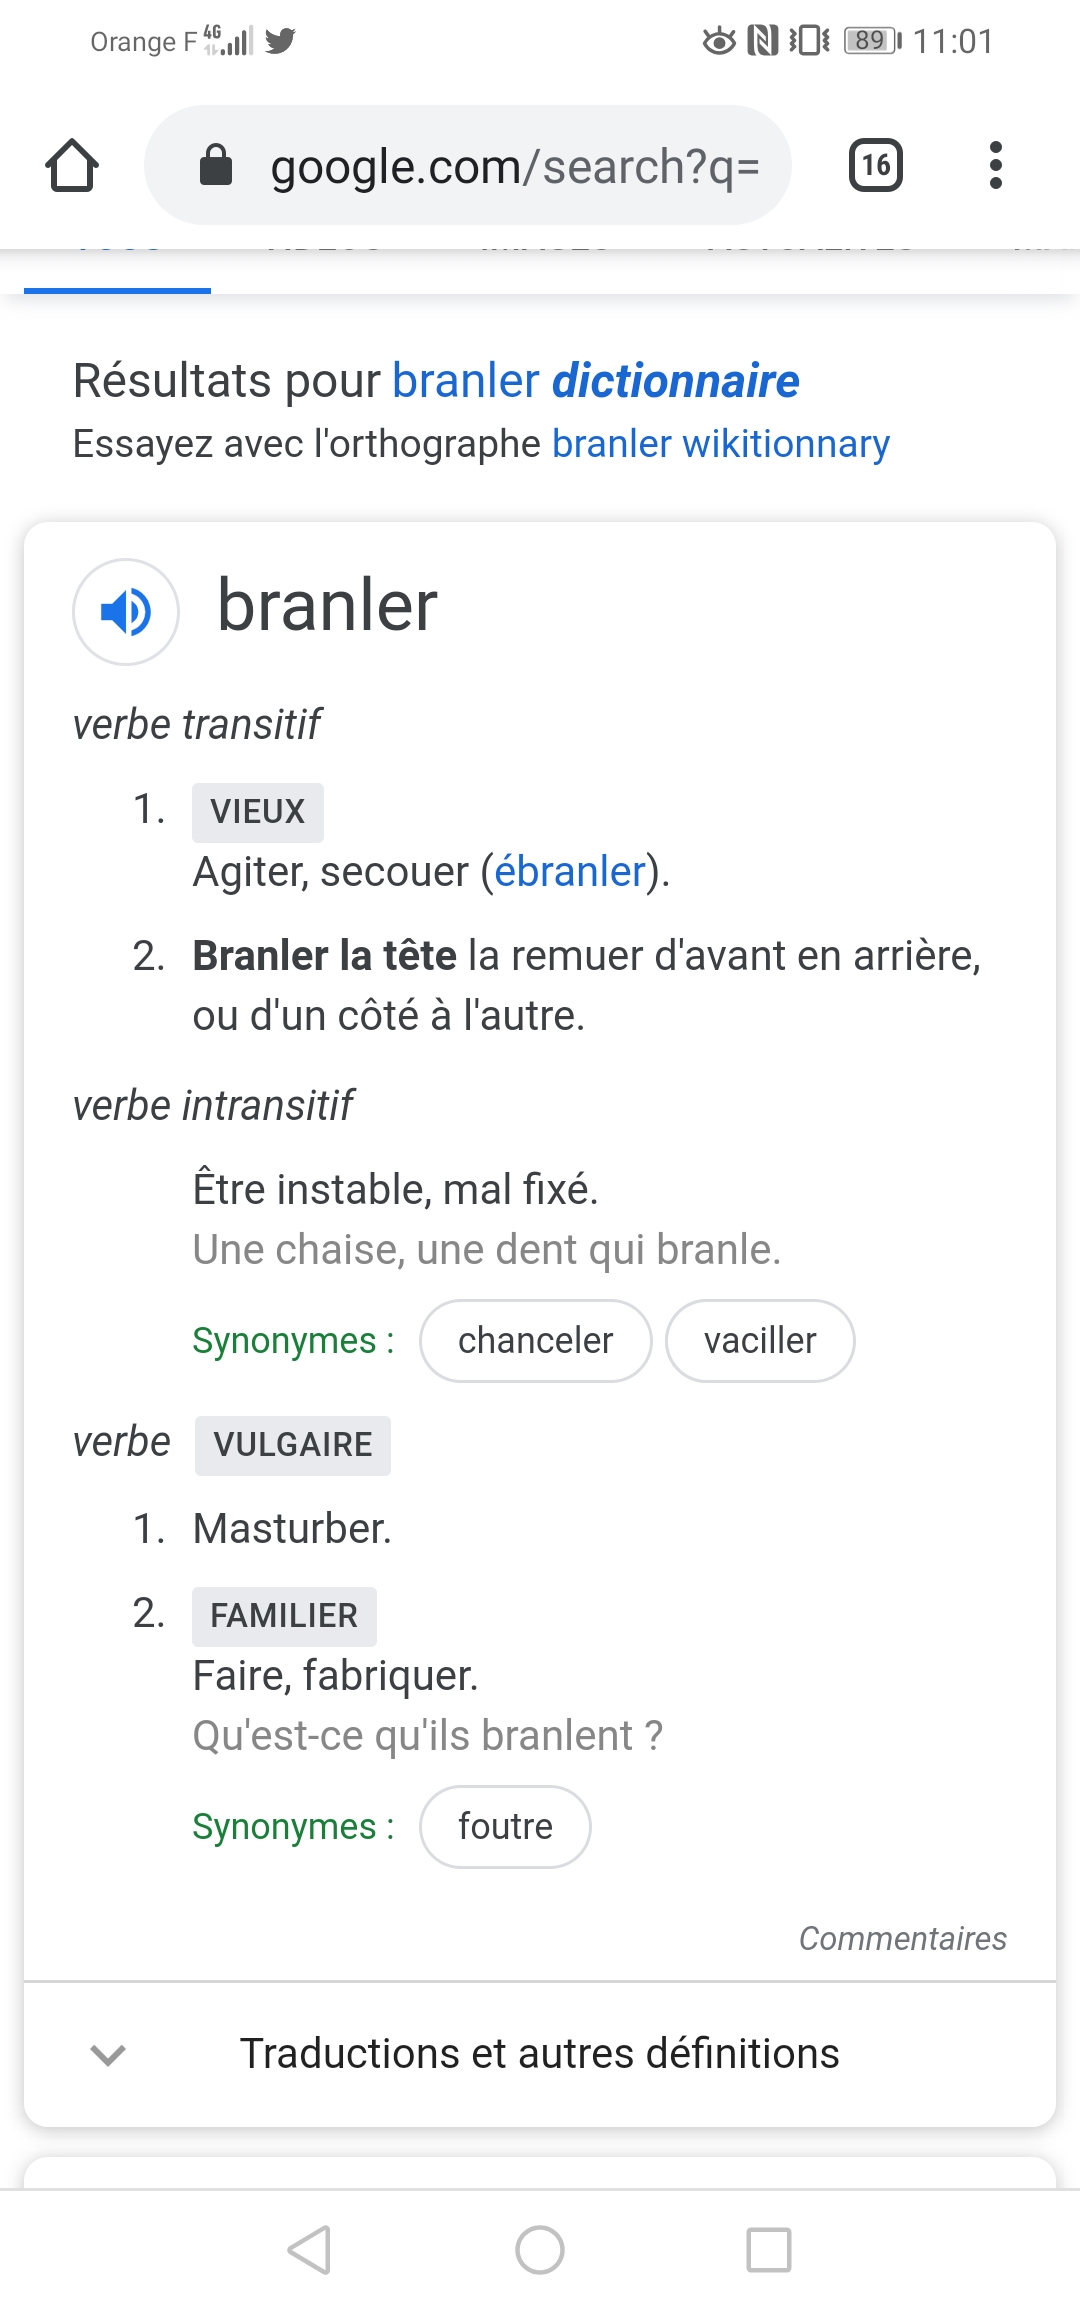 Orange F 4G 89 11:01
google.com/search?q= 16
Résultats pour branler dictionnaire
Essayez avec l'orthographe branler wikitionnary
branler
verbe transitif
1. VIEUX
Agiter, secouer (ébranler).
2. Branler la tête la remuer d'avant en arrière,
ou d'un côté à l'autre.
verbe intransitif
Être instable, mal fixé.
Une chaise, une dent qui branle.
Synonymes : chanceler vaciller
verbe VULGAIRE
1. Masturber.
2. FAMILIER
Faire, fabriquer.
Qu'est-ce qu'ils branlent ?
Synonymes : foutre
Commentaires
Traductions et autres définitions